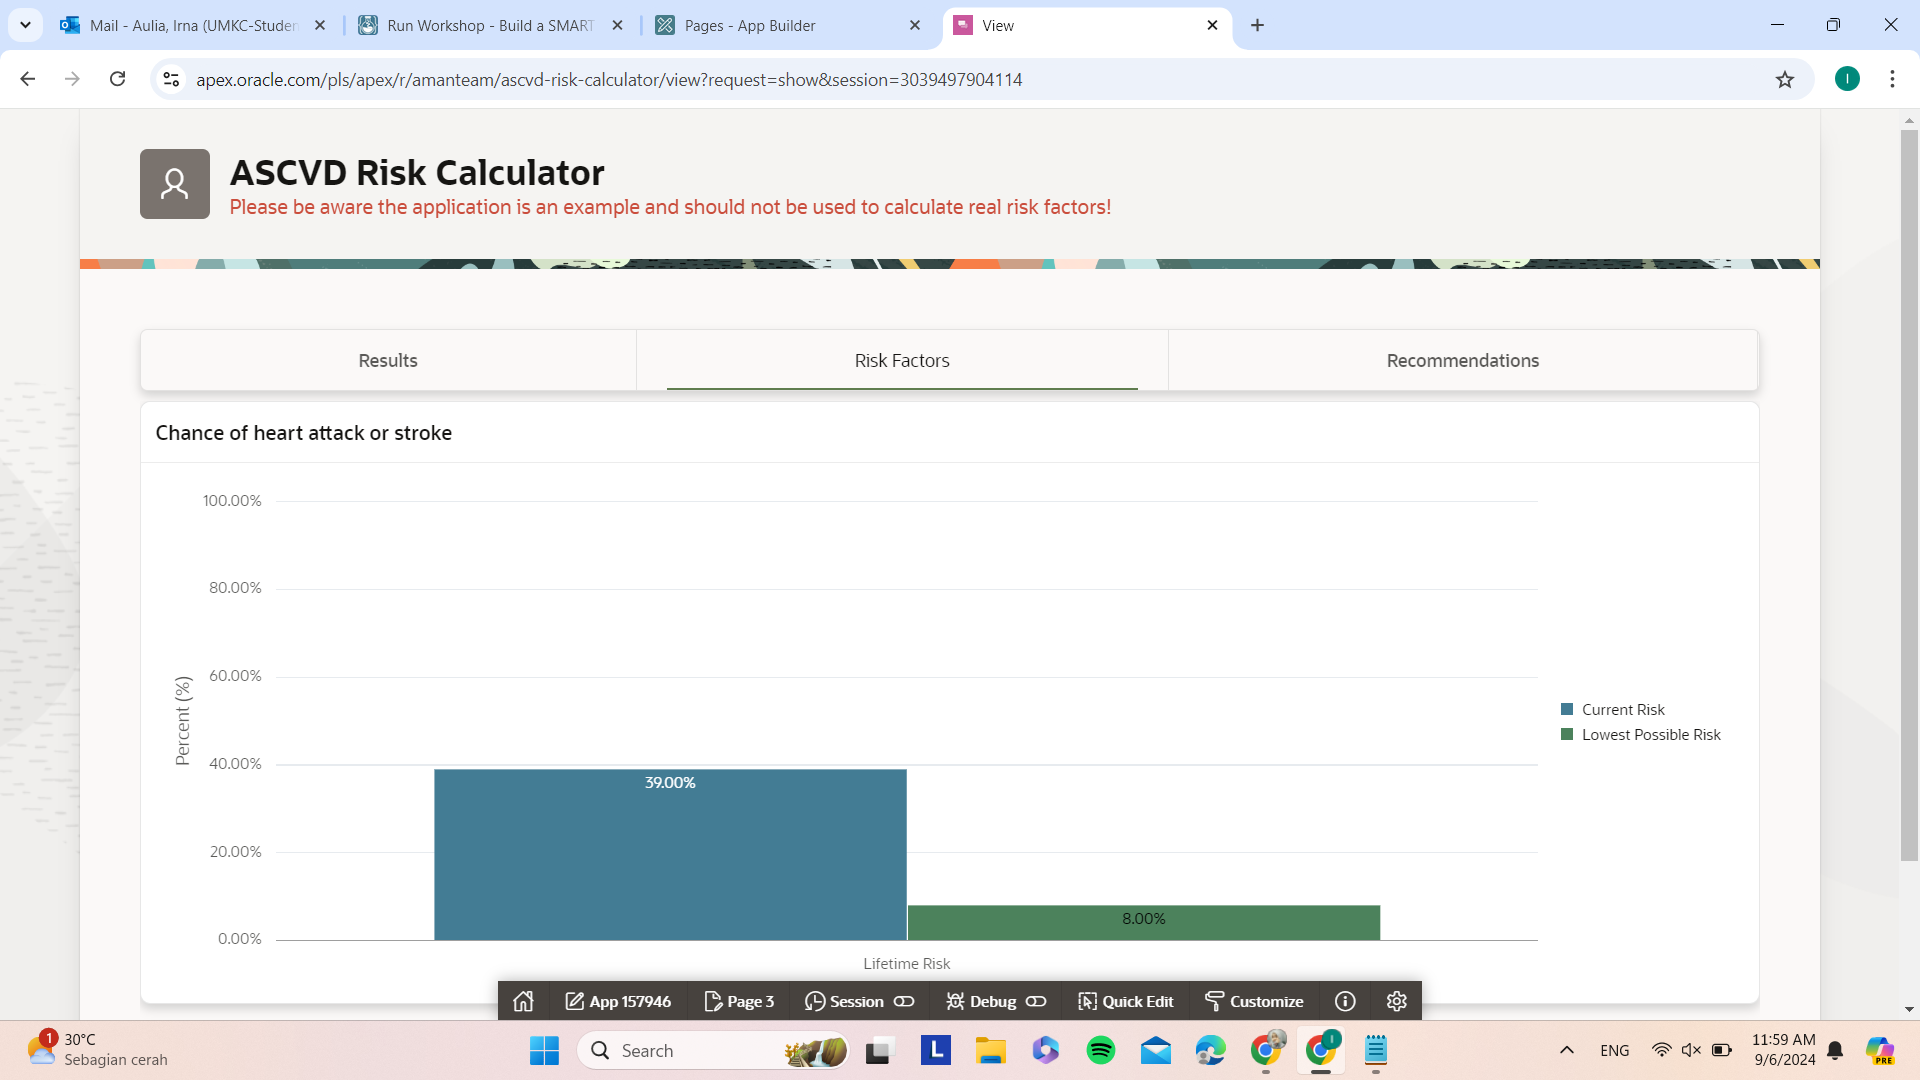 Mail - Aulia, Irna (UMKC-Studen
Run Workshop - Build a SMART
Pages - App Builder
View
apex.oracle.com/pls/apex/r/amanteam/ascvd-risk-calculator/view?request=show&session=3039497904114
I
ASCVD Risk Calculator
Please be aware the application is an example and should not be used to calculate real risk factors!
Results
Risk Factors
Recommendations
Chance of heart attack or stroke
Percent (%)
100.00%
80.00%
60.00%
40.00%
20.00%
0.00%
39.00%
8.00%
Lifetime Risk
Current Risk
Lowest Possible Risk
App 157946
Page 3
Session
Debug
Quick Edit
Customize
1
30°C
Sebagian cerah
Search
L
I
ENG
11:59 AM
9/6/2024
PRE